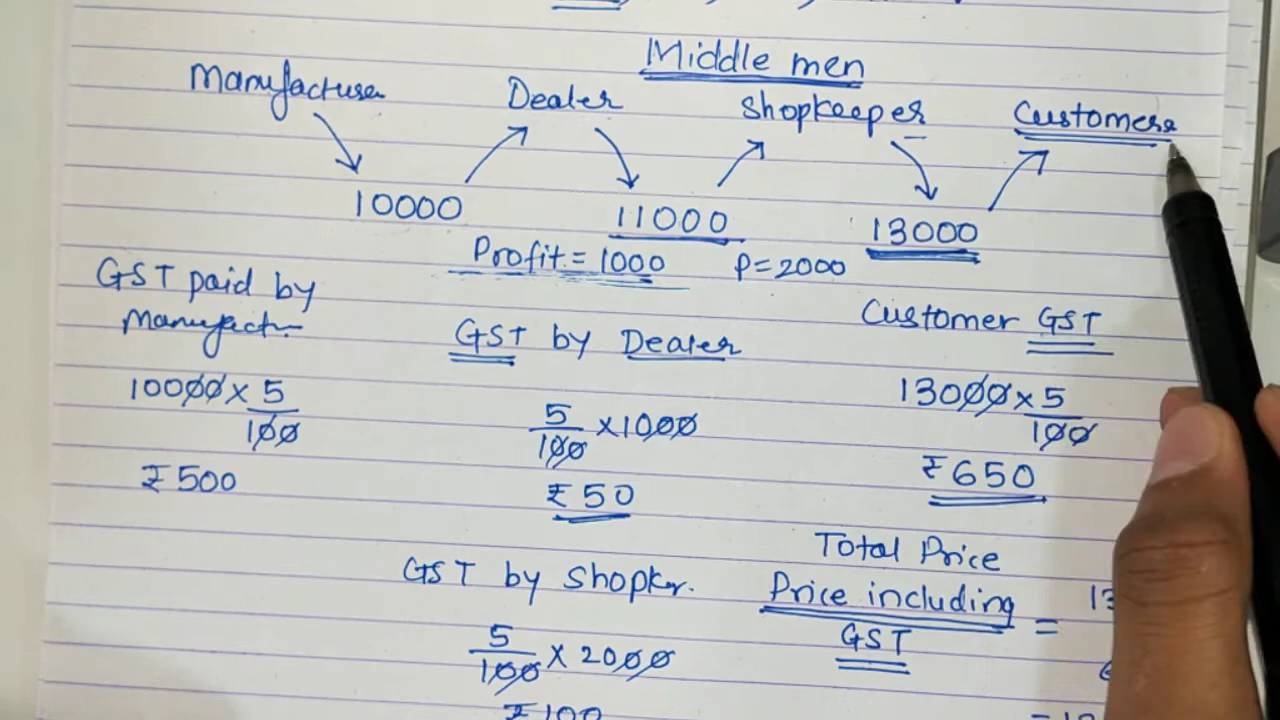 Middle men
Manufacturer Dealer Shopkeeper Customers
10000 11000 13000
Profit = 1000 P=2000
GST paid by
Manufact.
GST by Dealer
Customer GST
10000 x 5
100
₹ 500
5
100 x 1000
₹ 50
13000 x 5
100
₹ 650
GST by Shopkr.
5
100 x 2000
₹ 100
Total Price
Price including =
GST